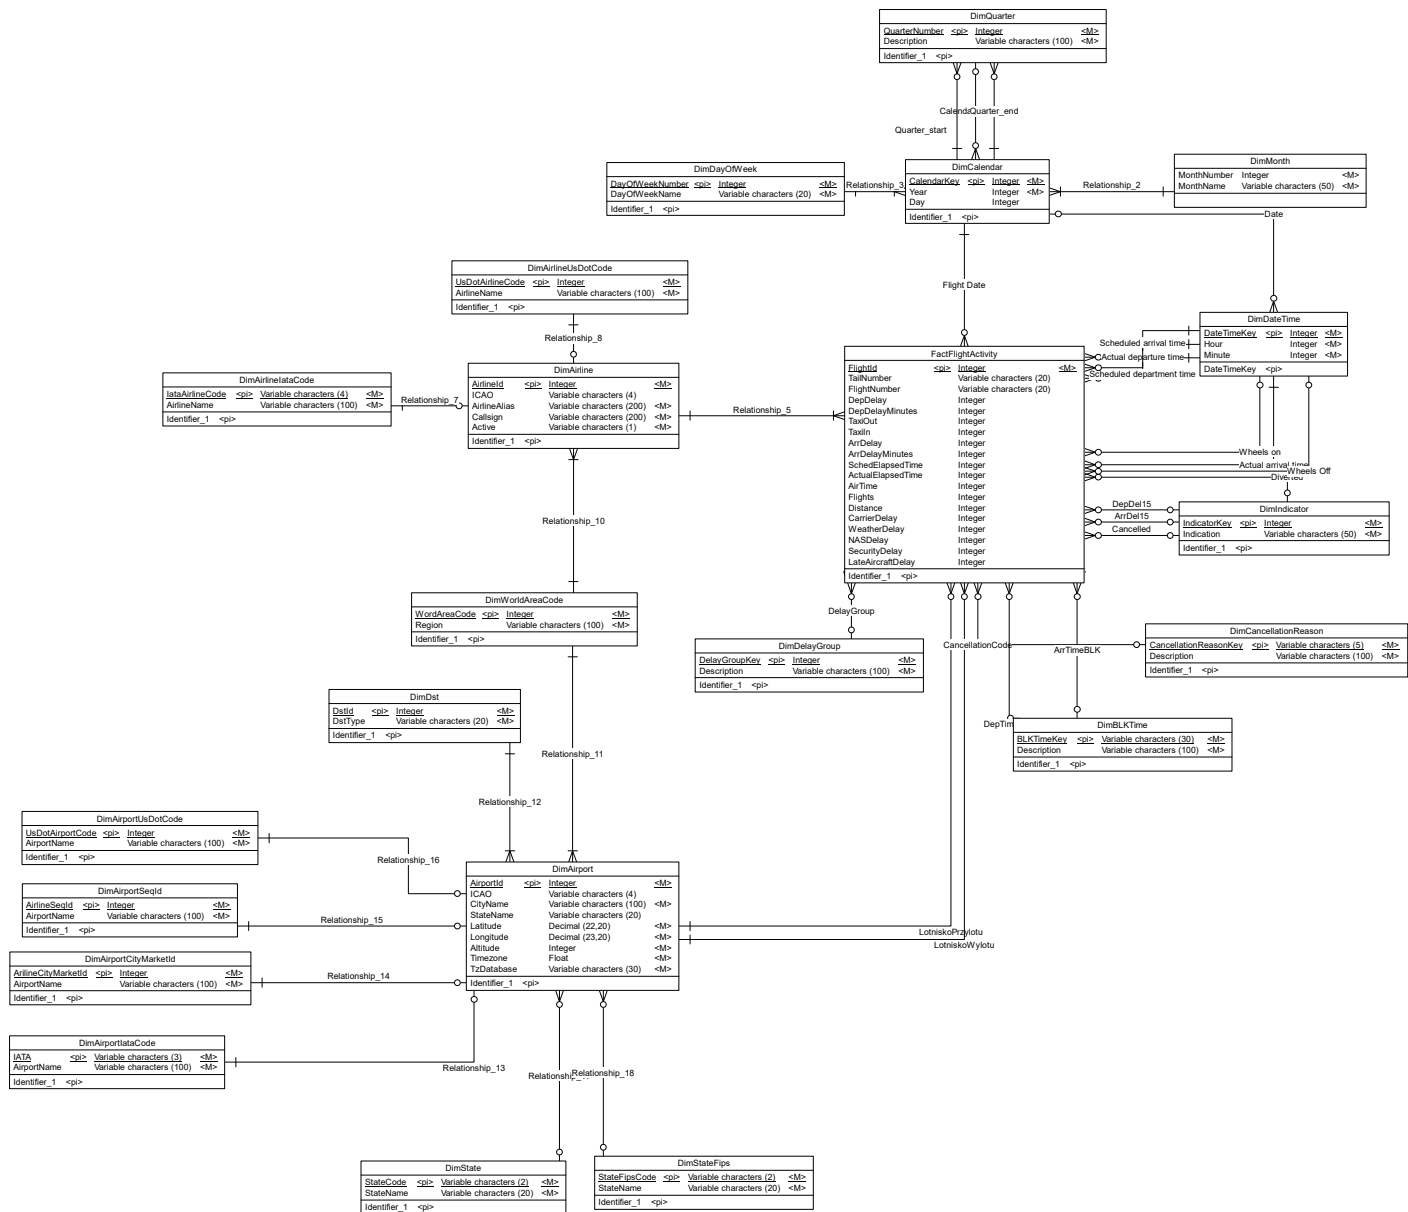 DimQuarter
QuarterNumber <pi> Integer <M>
Description Variable characters (100) <M>
Identifier_1 <pi>
Quarter_end
Quarter_start
DimDayOfWeek
DayOfWeekNumber <pi> Integer <M>
DayOfWeekName Variable characters (20) <M>
Identifier_1 <pi>
Relationship_3
DimCalendar
CalendarKey <pi> Integer <M>
Year Integer <M>
Day Integer
Identifier_1 <pi>
Relationship_2
DimMonth
MonthNumber Integer <M>
MonthName Variable characters (50) <M>
Date
Flight Date
DimAirlineUsDotCode
UsDotAirlineCode <pi> Integer <M>
AirlineName Variable characters (100) <M>
Identifier_1 <pi>
Relationship_8
DimDateTime
DateTimeKey <pi> Integer <M>
Hour Integer <M>
Minute Integer <M>
DateTimeKey <pi>
Scheduled arrival time
Actual departure time
Scheduled department time
DimAirlineIataCode
IataAirlineCode <pi> Variable characters (4) <M>
AirlineName Variable characters (100) <M>
Identifier_1 <pi>
Relationship_7
DimAirline
AirlineId <pi> Integer <M>
ICAO Variable characters (4)
AirlineAlias Variable characters (200) <M>
Callsign Variable characters (200) <M>
Active Variable characters (1) <M>
Identifier_1 <pi>
Relationship_5
FactFlightActivity
FlightId <pi> Integer <M>
TailNumber Variable characters (20)
FlightNumber Variable characters (20)
DepDelay Integer
DepDelayMinutes Integer
TaxiOut Integer
TaxiIn Integer
ArrDelay Integer
ArrDelayMinutes Integer
SchedElapsedTime Integer
ActualElapsedTime Integer
AirTime Integer
Flights Integer
Distance Integer
CarrierDelay Integer
WeatherDelay Integer
NASDelay Integer
SecurityDelay Integer
LateAircraftDelay Integer
Identifier_1 <pi>
Wheels on
Actual arrival time
Wheels Off
Diverted
DepDel15
ArrDel15
Cancelled
DimIndicator
IndicatorKey <pi> Integer <M>
Indication Variable characters (50) <M>
Identifier_1 <pi>
Relationship_10
DimWorldAreaCode
WordAreaCode <pi> Integer <M>
Region Variable characters (100) <M>
Identifier_1 <pi>
DelayGroup
DimDelayGroup
DelayGroupKey <pi> Integer <M>
Description Variable characters (100) <M>
Identifier_1 <pi>
CancellationCode
ArrTimeBLK
DimCancellationReason
CancellationReasonKey <pi> Variable characters (5) <M>
Description Variable characters (100) <M>
Identifier_1 <pi>
DimDst
DstId <pi> Integer <M>
DstType Variable characters (20) <M>
DimBLKTime
BLKTimeKey <pi> Variable characters (30) <M>
Description Variable characters (100) <M>
Identifier_1 <pi>
Relationship_11
Relationship_12
DimAirportUsDotCode
UsDotAirportCode <pi> Integer <M>
AirportName Variable characters (100) <M>
Identifier_1 <pi>
Relationship_16
DimAirportSeqId
AirlineSeqId <pi> Integer <M>
AirportName Variable characters (100) <M>
Identifier_1 <pi>
Relationship_15
DimAirport
AirportId <pi> Integer <M>
ICAO Variable characters (4)
CityName Variable characters (100) <M>
StateName Variable characters (20)
Latitude Decimal (22,20) <M>
Longitude Decimal (23,20) <M>
Altitude Integer <M>
Timezone Float <M>
TzDatabase Variable characters (30) <M>
Identifier_1 <pi>
LotniskoPrzylotu
LotniskoWylotu
DimAirportCityMarketId
ArilineCityMarketId <pi> Integer <M>
AirportName Variable characters (100) <M>
Identifier_1 <pi>
Relationship_14
DimAirportIataCode
IATA <pi> Variable characters (3) <M>
AirportName Variable characters (100) <M>
Identifier_1 <pi>
Relationship_13
Relationship_18
DimState
StateCode <pi> Variable characters (2) <M>
StateName Variable characters (20) <M>
Identifier_1 <pi>
DimStateFips
StateFipsCode <pi> Variable characters (2) <M>
StateName Variable characters (20) <M>
Identifier_1 <pi>